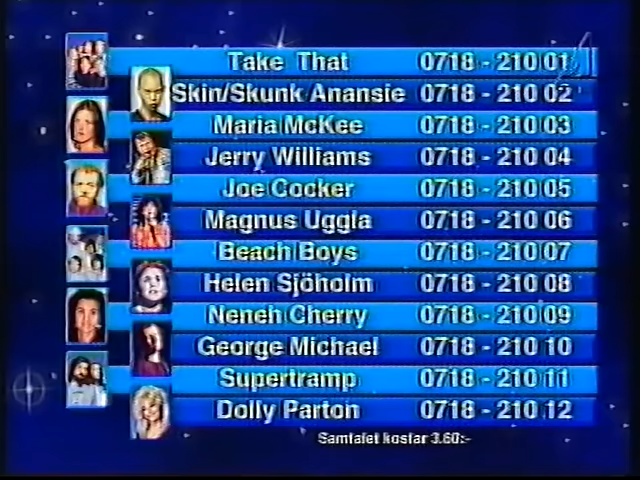 Take That 0718 - 210 01
Skin/Skunk Anansie 0718 - 210 02
Maria McKee 0718 - 210 03
Jerry Williams 0718 - 210 04
Joe Cocker 0718 - 210 05
Magnus Uggla 0718 - 210 06
Beach Boys 0718 - 210 07
Helen Sjöholm 0718 - 210 08
Neneh Cherry 0718 - 210 09
George Michael 0718 - 210 10
Supertramp 0718 - 210 11
Dolly Parton 0718 - 210 12
Samtalet kostar 3.60:-